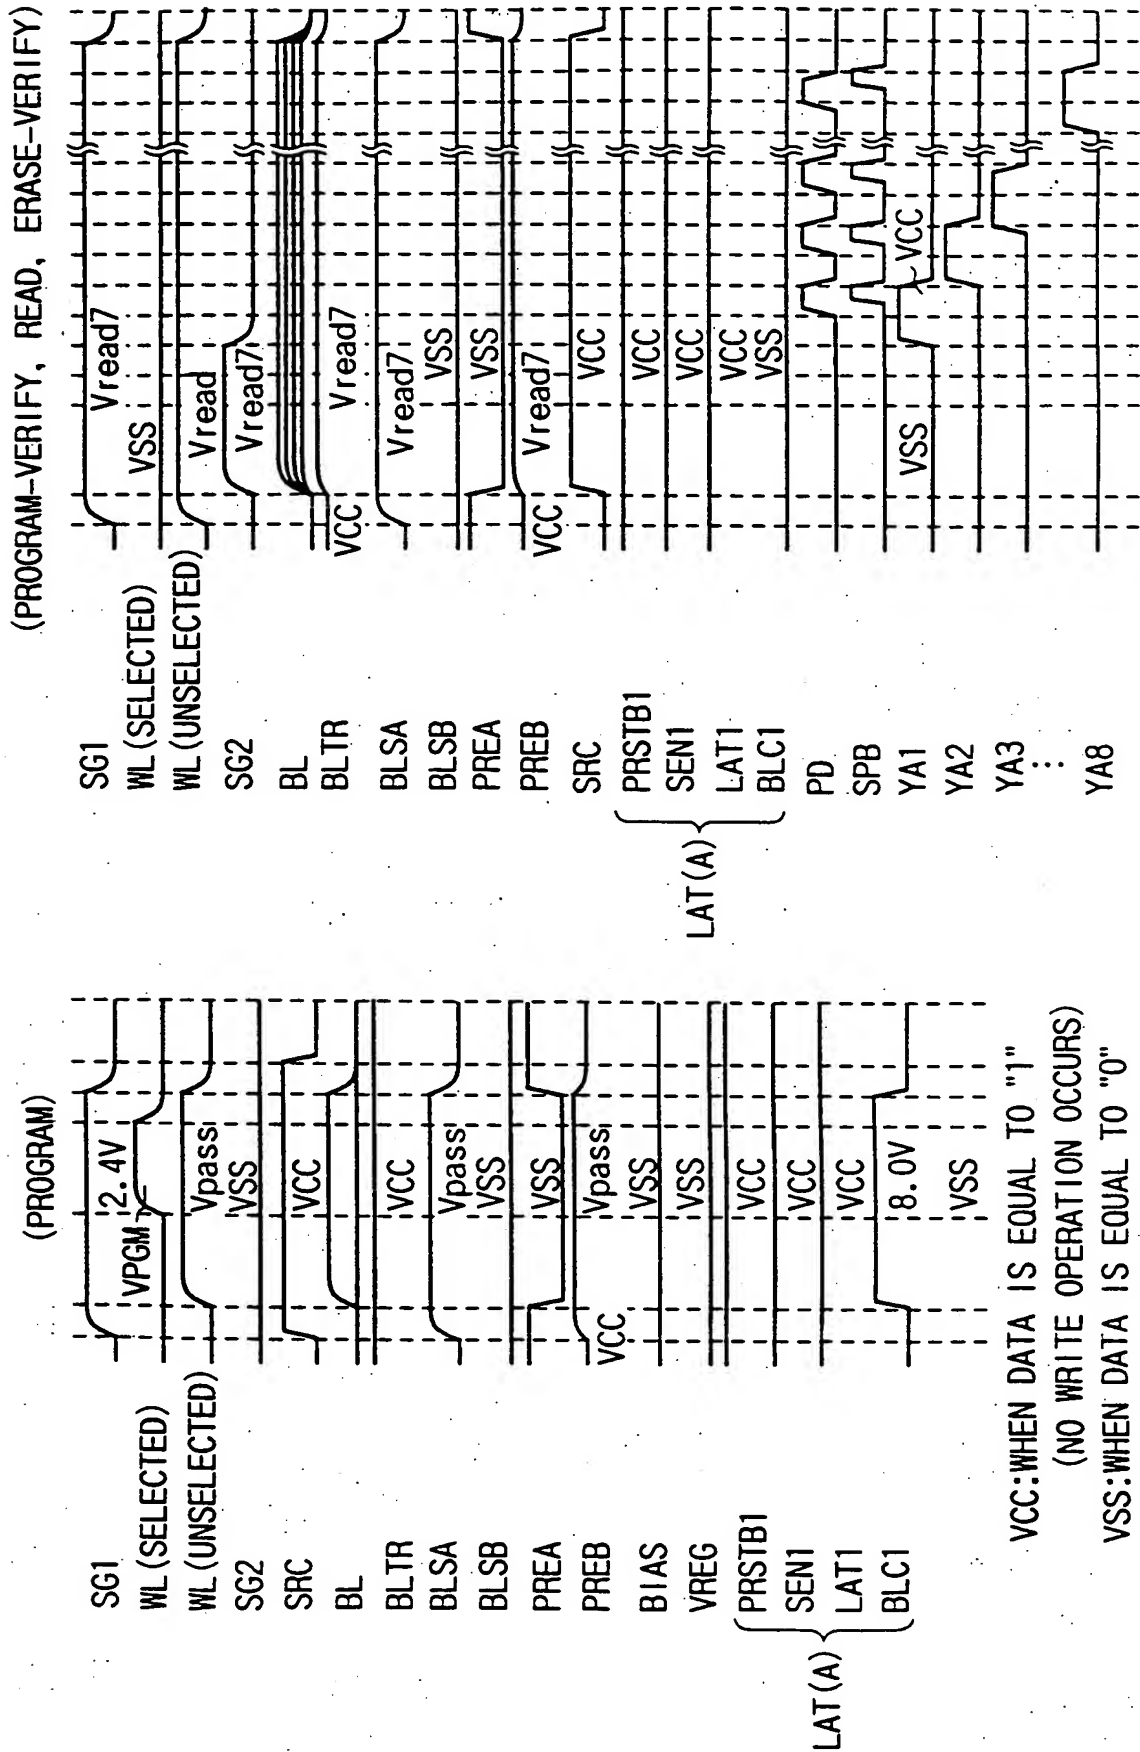 (PROGRAM)
SG1
12.4V
WL(SELECTED)
VPGM
WL(UNSELECTED)
Vpass
SG2
VSS
SRC
VCC
BL
BLTR
VCC
BLSA
Vpass
BLSB
VSS
PREA
VSS
PREB
VCC
Vpass
BIAS
VSS
VREG
VSS
LAT(A)
PRSTB1
VCC
SEN1
VCC
LAT1
VCC
BLC1
8.0V
VSS
VCC:WHEN DATA IS EQUAL TO "1"
(NO WRITE OPERATION OCCURS)
VSS:WHEN DATA IS EQUAL TO "0"
(PROGRAM-VERIFY, READ, ERASE-VERIFY)
SG1
Vread7
WL(SELECTED)
VSS
WL(UNSELECTED)
Vread
SG2
Vread7
BL
BLTR
VCC
Vread7
BLSA
Vread7
BLSB
VSS
PREA
VSS
PREB
VCC
Vread7
SRC
VCC
LAT(A)
PRSTB1
VCC
SEN1
VCC
LAT1
VCC
BLC1
VSS
PD
SPB
YA1
VSS
VCC
YA2
YA3
YA8